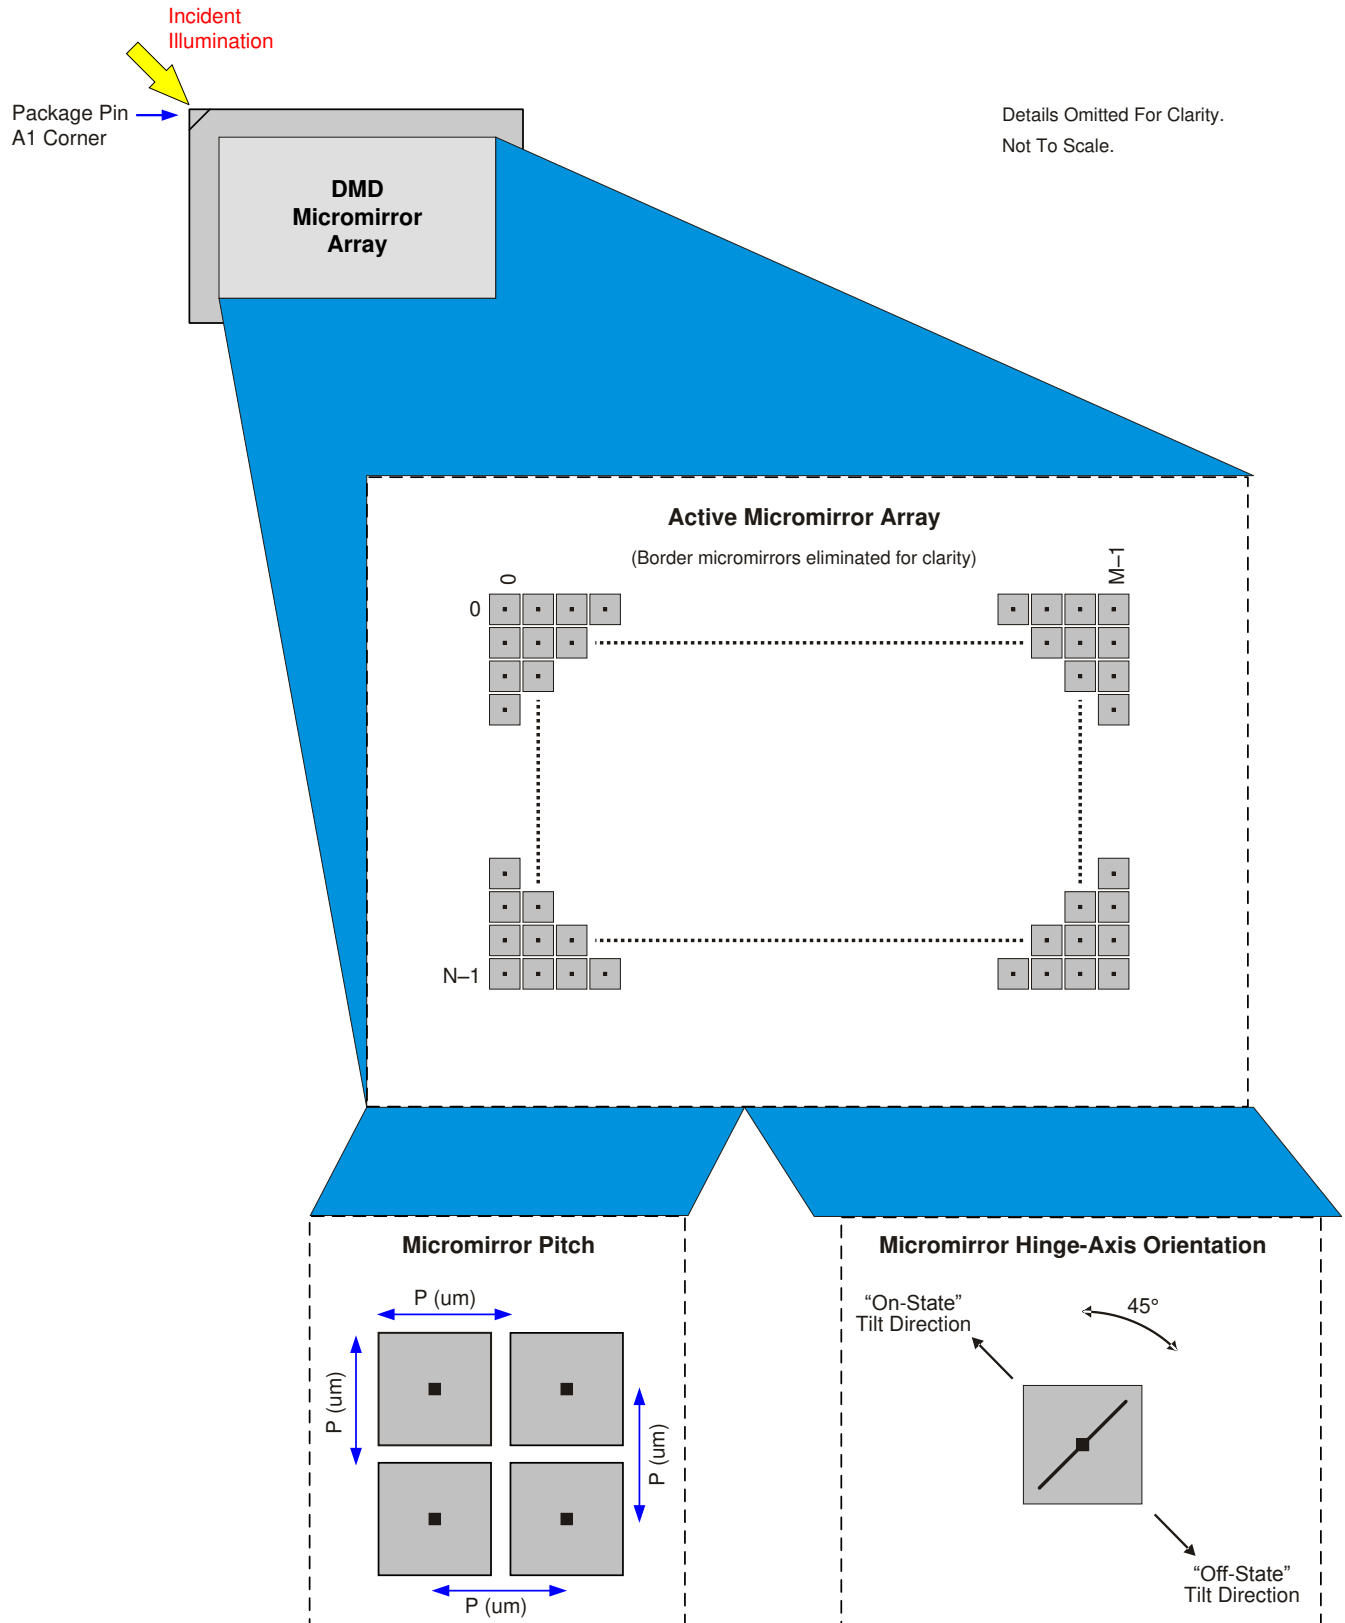 Incident
Illumination
Package Pin
A1 Corner
Details Omitted For Clarity.
Not To Scale.
DMD
Micromirror
Array
Active Micromirror Array
(Border micromirrors eliminated for clarity)
0
M–1
0
N–1
Micromirror Pitch
P (um)
P (um)
P (um)
P (um)
Micromirror Hinge-Axis Orientation
“On-State”
Tilt Direction
45°
“Off-State”
Tilt Direction